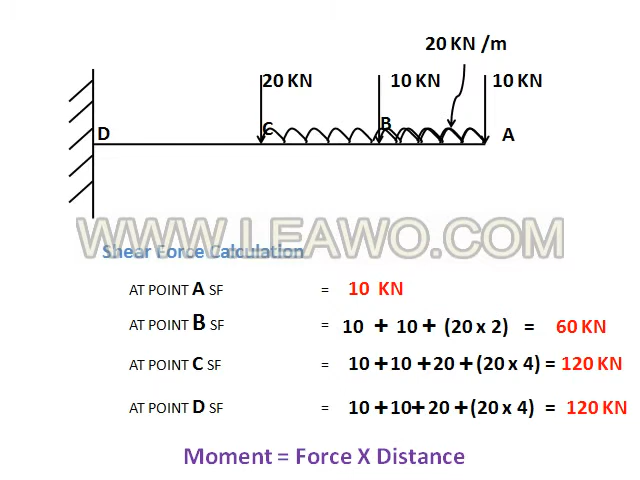 20 KN /m
20 KN 10 KN 10 KN
D C B A
WWW.LEAWO.COM
Shear Force Calculation
AT POINT A SF = 10 KN
AT POINT B SF = 10 + 10 + (20 x 2) = 60 KN
AT POINT C SF = 10 +10 +20 +(20 x 4) = 120 KN
AT POINT D SF = 10 +10+ 20 +(20 x 4) = 120 KN
Moment = Force X Distance